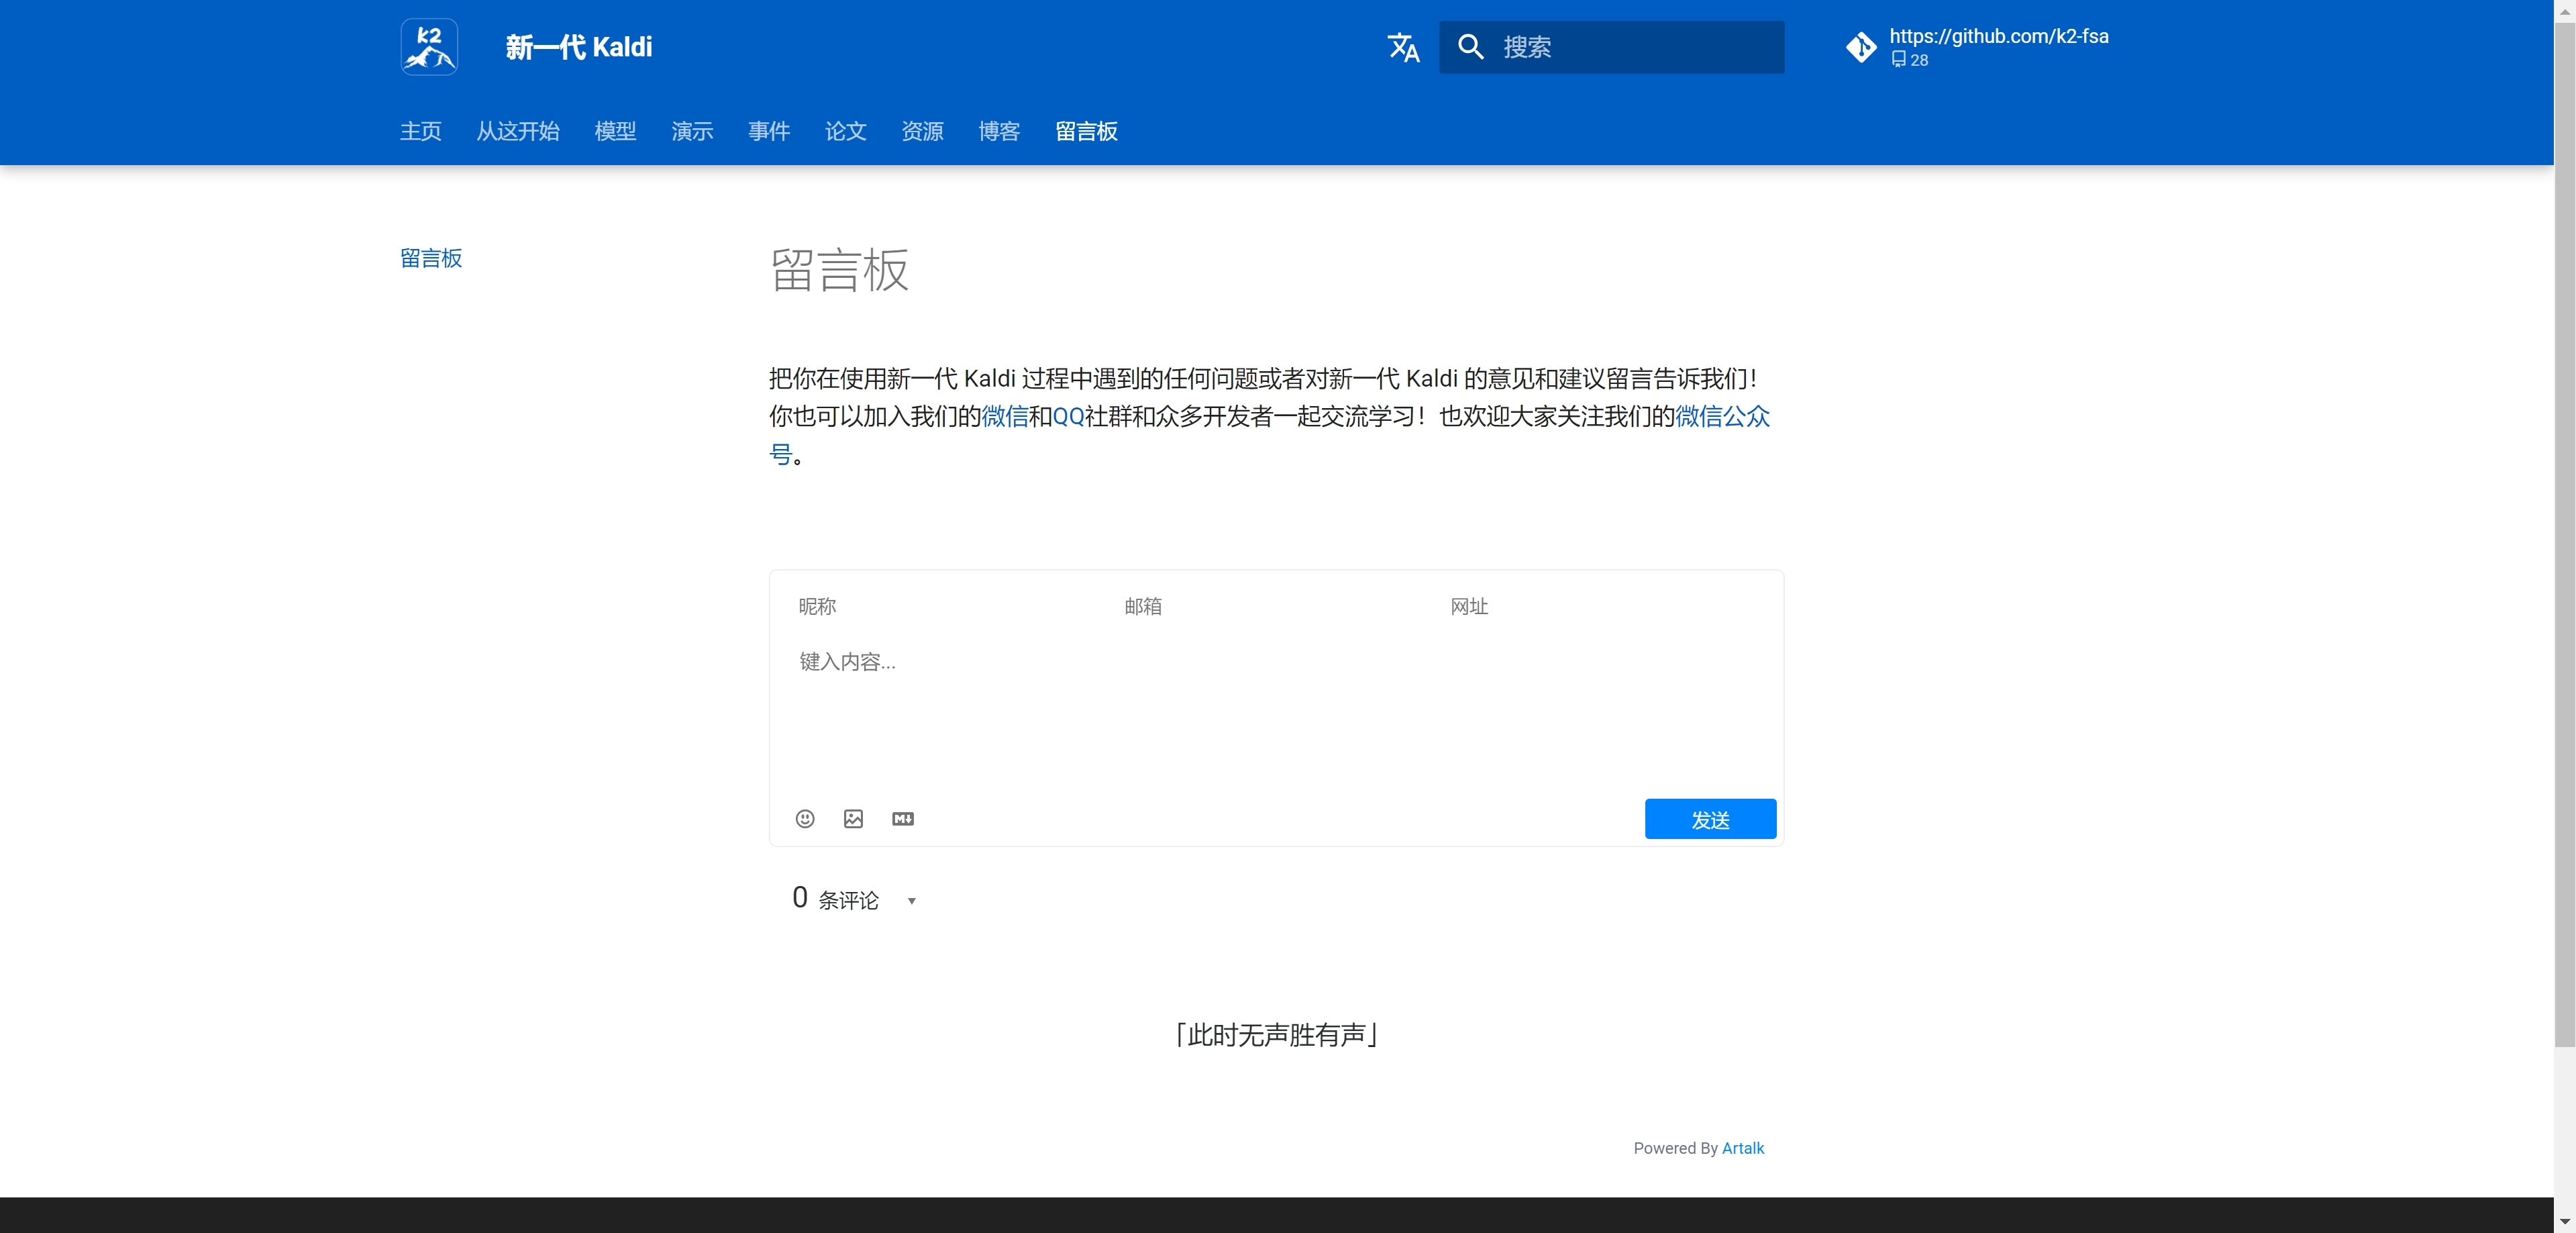 k2
新一代 Kaldi
搜索
https://github.com/k2-fsa
28
主页 从这开始 模型 演示 事件 论文 资源 博客 留言板
留言板
留言板
把你在使用新一代 Kaldi 过程中遇到的任何问题或者对新一代 Kaldi 的意见和建议留言告诉我们！
你也可以加入我们的微信和QQ社群和众多开发者一起交流学习！也欢迎大家关注我们的微信公众
号。
昵称 邮箱 网址
键入内容...
发送
0 条评论
「此时无声胜有声」
Powered By Artalk